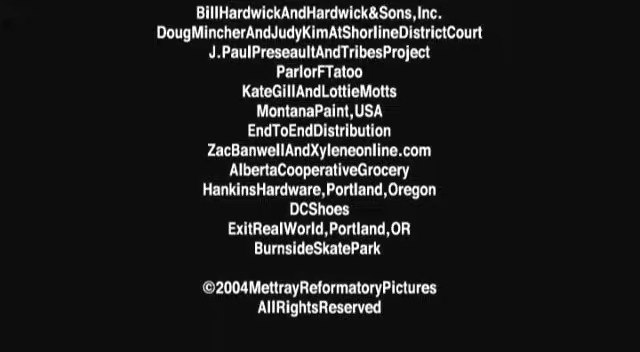 BillHardwickAndHardwick&Sons,Inc.
DougMincherAndJudyKimAtShorlineDistrictCourt
J.PaulPreseaultAndTribesProject
ParlorFTatoo
KateGillAndLottieMotts
MontanaPaint,USA
EndToEndDistribution
ZacBanwellAndXyleneonline.com
AlbertaCooperativeGrocery
HankinsHardware,Portland,Oregon
DCShoes
ExitRealWorld,Portland,OR
BurnsideSkatePark
©2004MettrayReformatoryPictures
AllRightsReserved